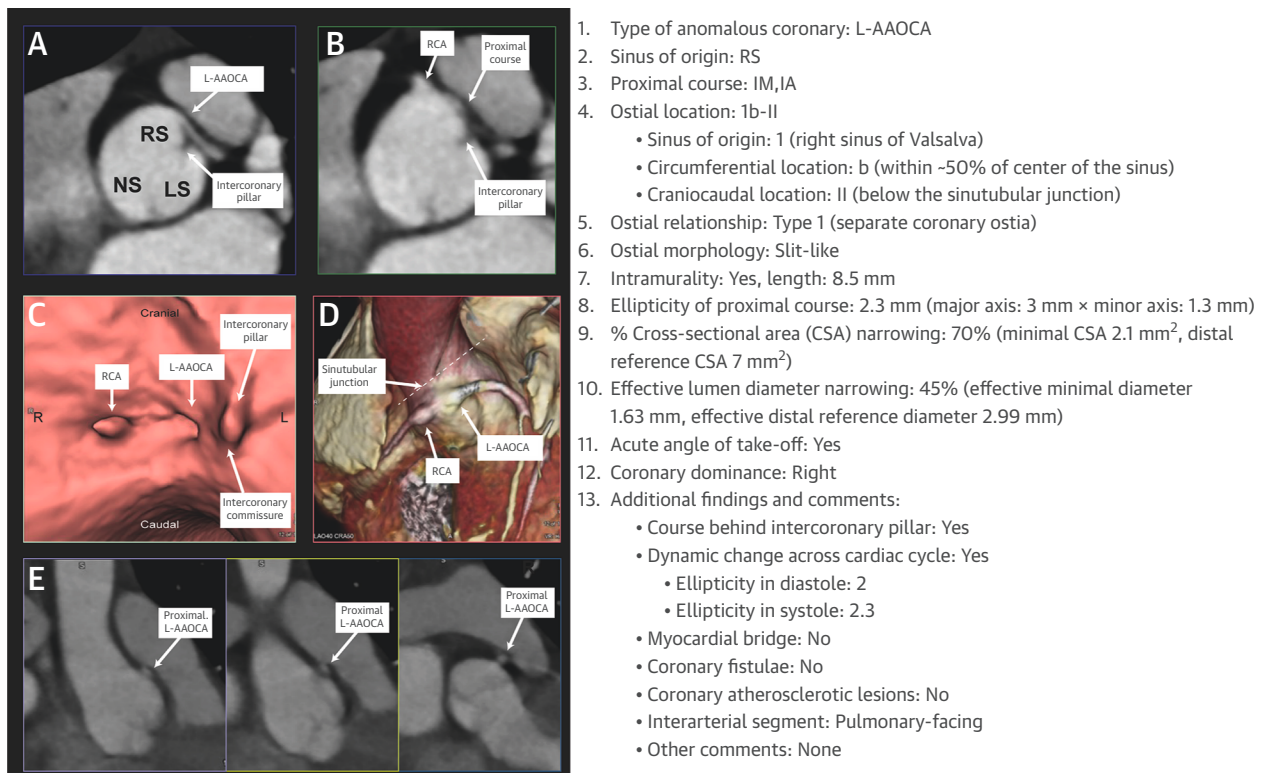 A
L-AAOCA
RS
NS
LS
Intercoronary
pillar
B
RCA
Proximal
course
Intercoronary
pillar
C
Cranial
Intercoronary
pillar
RCA
L-AAOCA
R
L
Intercoronary
commissure
Caudal
D
Sinutubular
junction
L-AAOCA
RCA
LAO40 CRA50
E
S
Proximal.
L-AAOCA
S
Proximal
L-AAOCA
S
Proximal
L-AAOCA
1. Type of anomalous coronary: L-AAOCA
2. Sinus of origin: RS
3. Proximal course: IM,IA
4. Ostial location: 1b-II
• Sinus of origin: 1 (right sinus of Valsalva)
• Circumferential location: b (within ~50% of center of the sinus)
• Craniocaudal location: II (below the sinutubular junction)
5. Ostial relationship: Type 1 (separate coronary ostia)
6. Ostial morphology: Slit-like
7. Intramurality: Yes, length: 8.5 mm
8. Ellipticity of proximal course: 2.3 mm (major axis: 3 mm × minor axis: 1.3 mm)
9. % Cross-sectional area (CSA) narrowing: 70% (minimal CSA 2.1 mm², distal
reference CSA 7 mm²)
10. Effective lumen diameter narrowing: 45% (effective minimal diameter
1.63 mm, effective distal reference diameter 2.99 mm)
11. Acute angle of take-off: Yes
12. Coronary dominance: Right
13. Additional findings and comments:
• Course behind intercoronary pillar: Yes
• Dynamic change across cardiac cycle: Yes
• Ellipticity in diastole: 2
• Ellipticity in systole: 2.3
• Myocardial bridge: No
• Coronary fistulae: No
• Coronary atherosclerotic lesions: No
• Interarterial segment: Pulmonary-facing
• Other comments: None